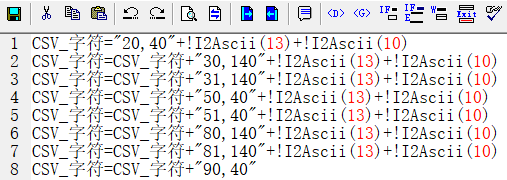 <D> <G> IF= IF= E W= Exit
1 CSV_字符="20,40"+!I2Ascii(13)+!I2Ascii(10)
2 CSV_字符=CSV_字符+"30,140"+!I2Ascii(13)+!I2Ascii(10)
3 CSV_字符=CSV_字符+"31,140"+!I2Ascii(13)+!I2Ascii(10)
4 CSV_字符=CSV_字符+"50,40"+!I2Ascii(13)+!I2Ascii(10)
5 CSV_字符=CSV_字符+"51,40"+!I2Ascii(13)+!I2Ascii(10)
6 CSV_字符=CSV_字符+"80,140"+!I2Ascii(13)+!I2Ascii(10)
7 CSV_字符=CSV_字符+"81,140"+!I2Ascii(13)+!I2Ascii(10)
8 CSV_字符=CSV_字符+"90,40"